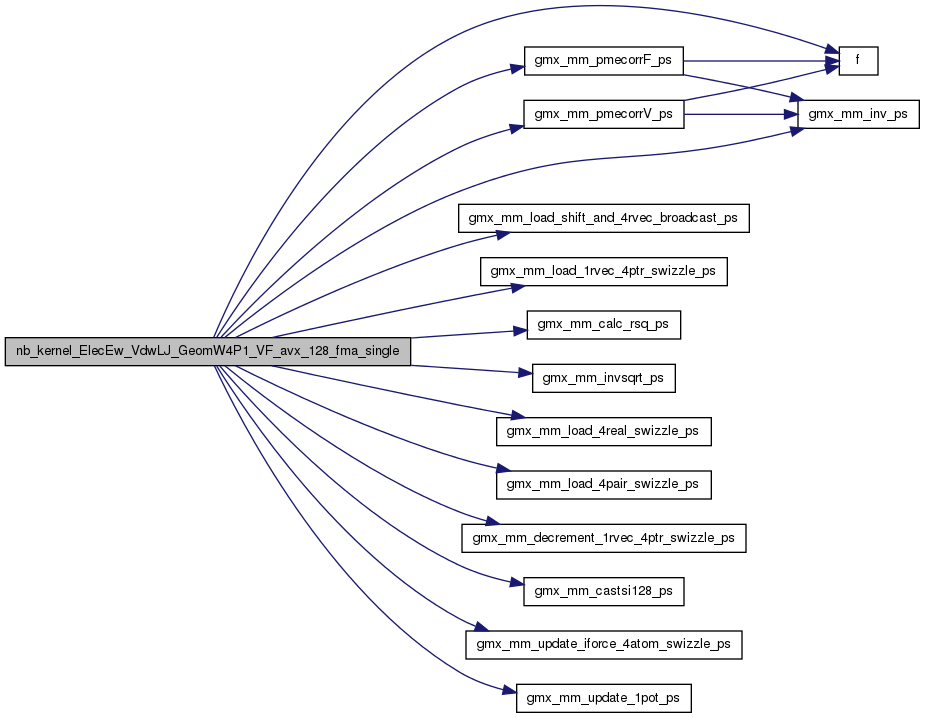 gmx_mm_pmecorrF_ps
f
gmx_mm_pmecorrV_ps
gmx_mm_inv_ps
gmx_mm_load_shift_and_4rvec_broadcast_ps
gmx_mm_load_1rvec_4ptr_swizzle_ps
gmx_mm_calc_rsq_ps
nb_kernel_ElecEw_VdwLJ_GeomW4P1_VF_avx_128_fma_single
gmx_mm_invsqrt_ps
gmx_mm_load_4real_swizzle_ps
gmx_mm_load_4pair_swizzle_ps
gmx_mm_decrement_1rvec_4ptr_swizzle_ps
gmx_mm_castsi128_ps
gmx_mm_update_iforce_4atom_swizzle_ps
gmx_mm_update_1pot_ps